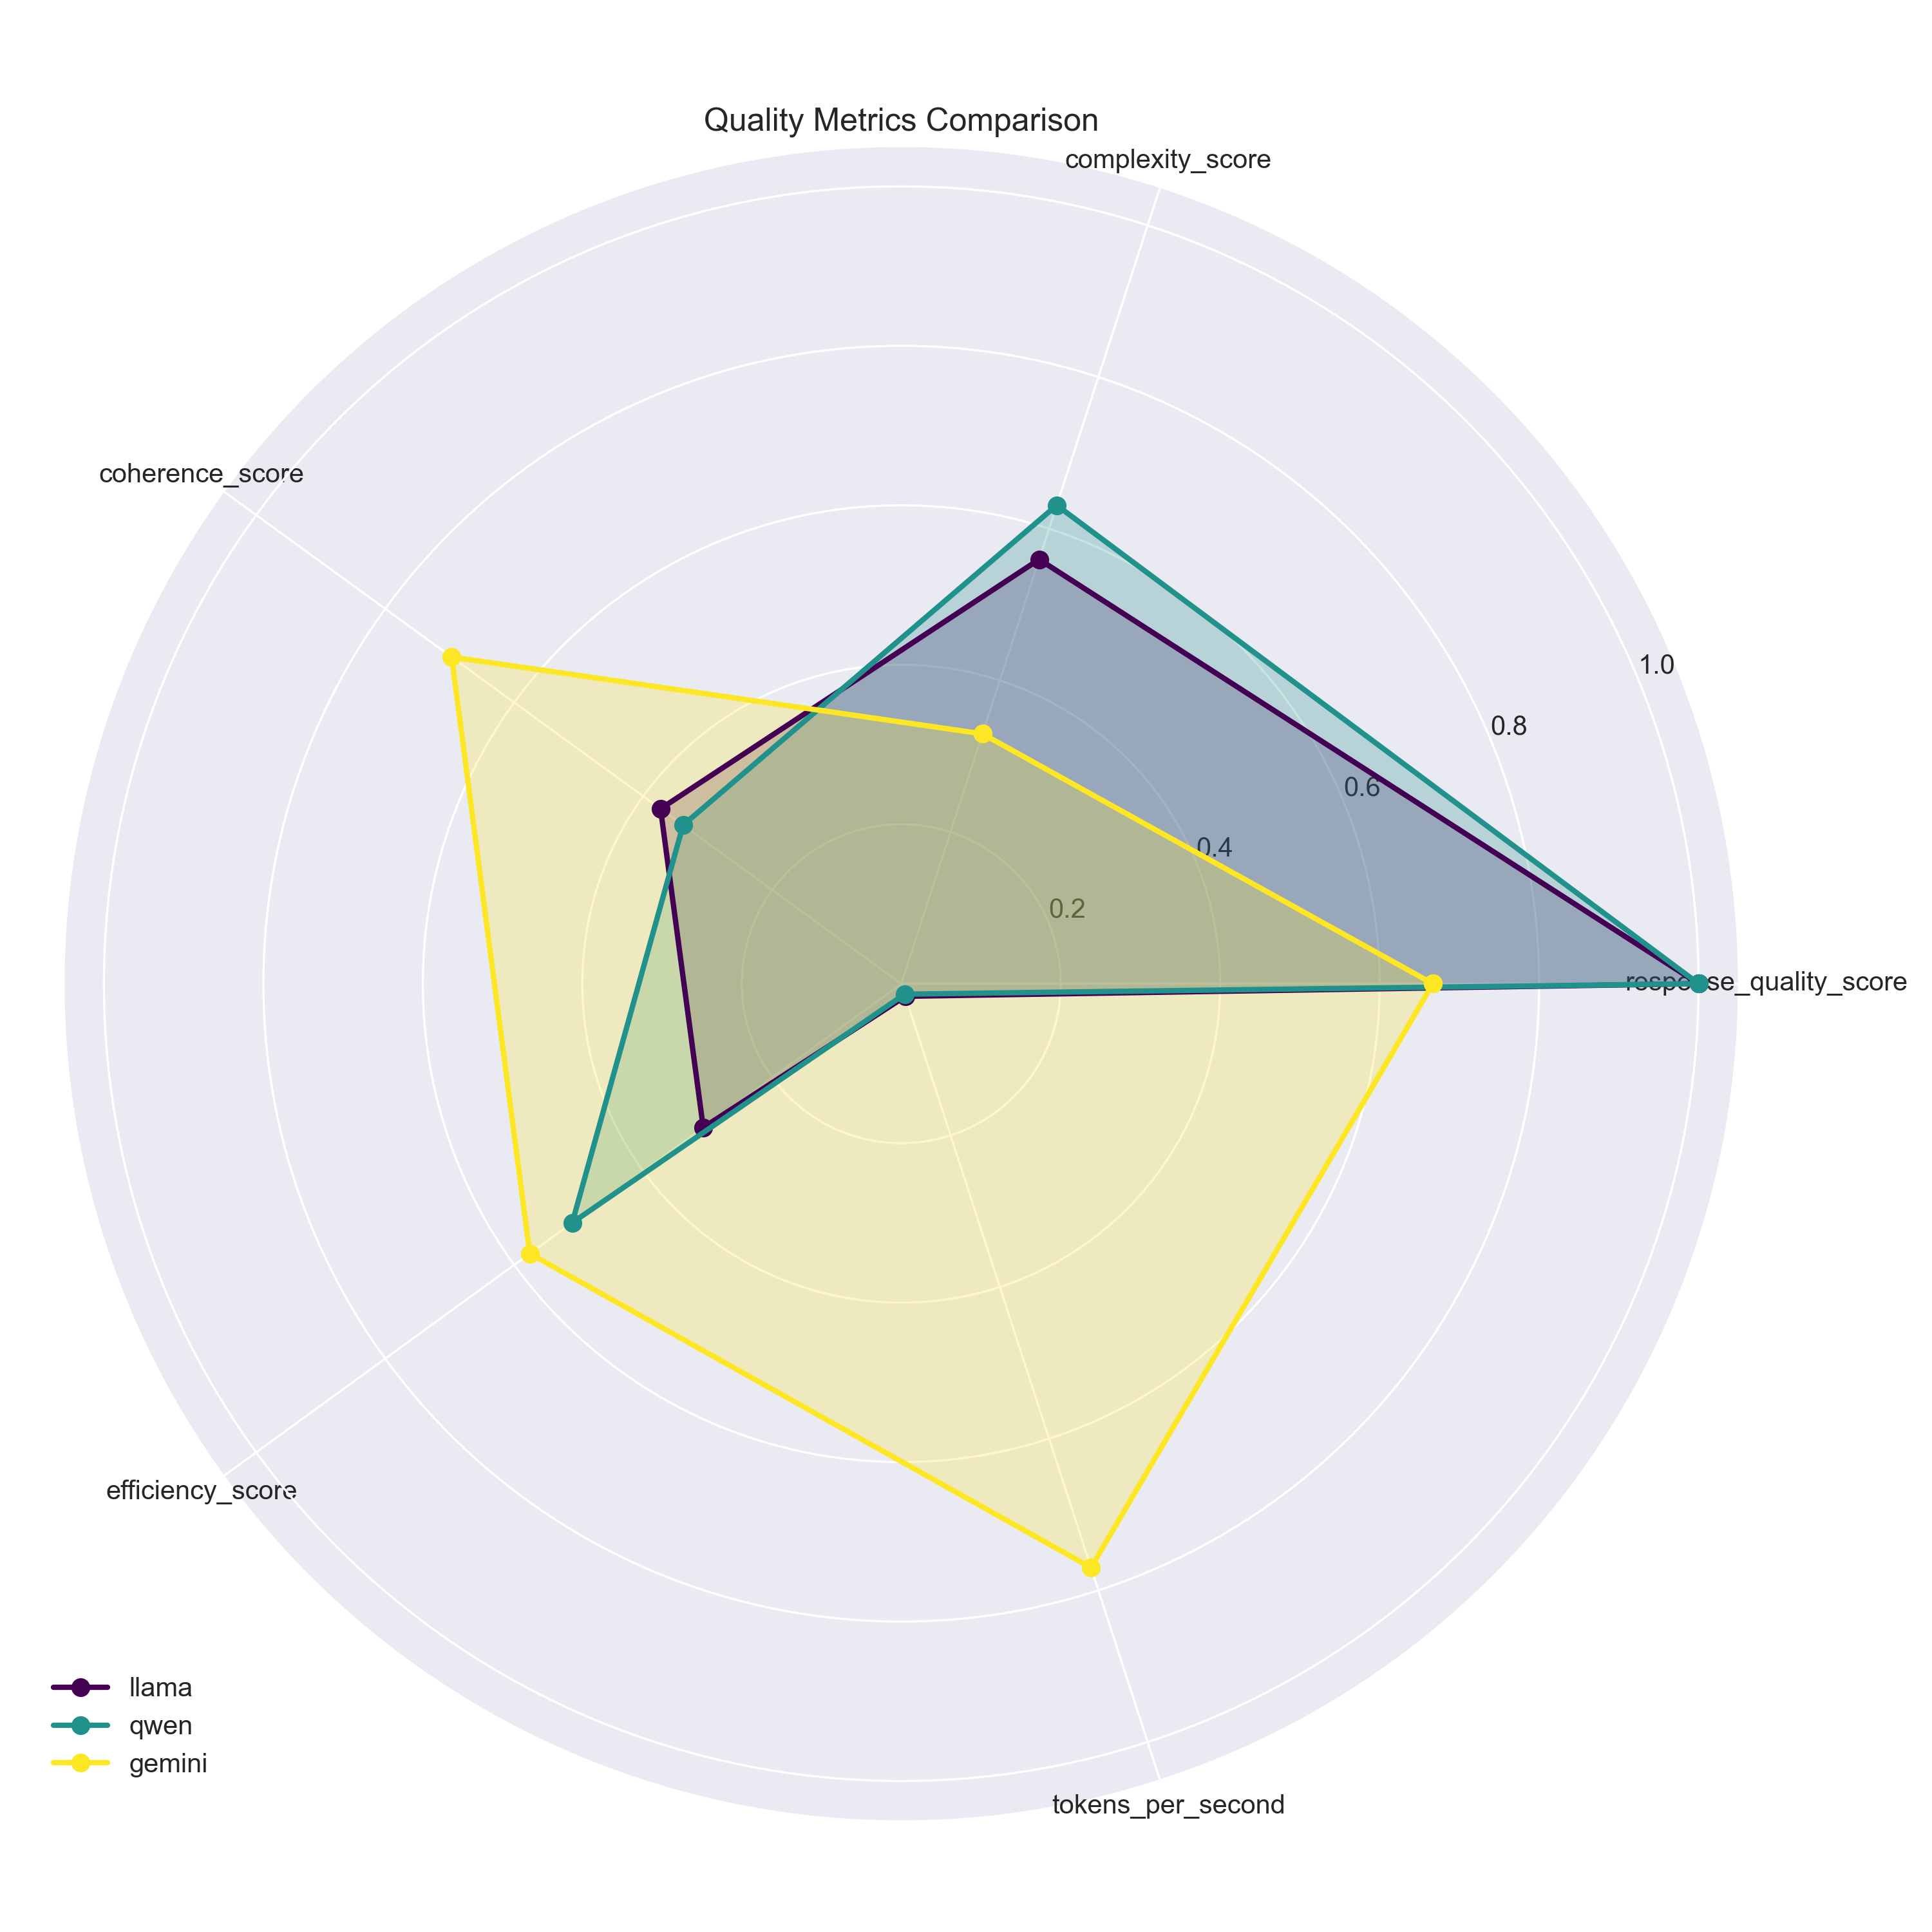 Quality Metrics Comparison
complexity_score
coherence_score
1.0
0.8
0.6
0.4
0.2
response_quality_score
efficiency_score
llama
qwen
gemini
tokens_per_second